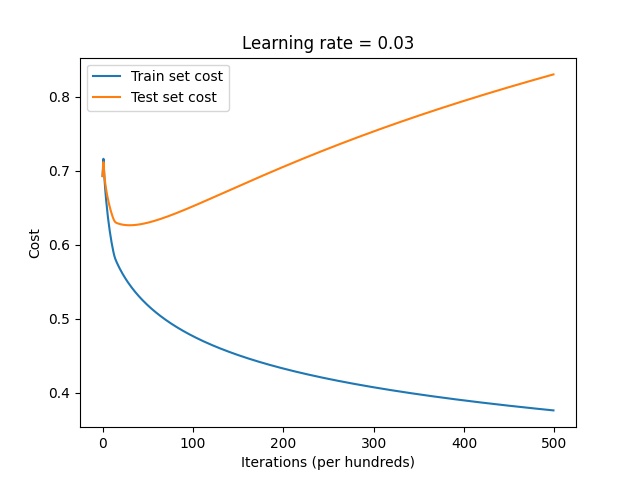 Learning rate = 0.03
Train set cost
Test set cost
0.8
0.7
0.6
0.5
0.4
Cost
0
100
200
300
400
500
Iterations (per hundreds)